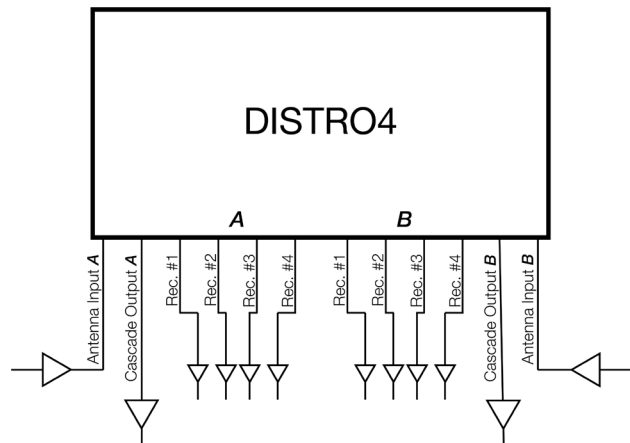 DISTRO4
A
B
Antenna Input A
Cascade Output A
Rec. #1
Rec. #2
Rec. #3
Rec. #4
Rec. #1
Rec. #2
Rec. #3
Rec. #4
Cascade Output B
Antenna Input B